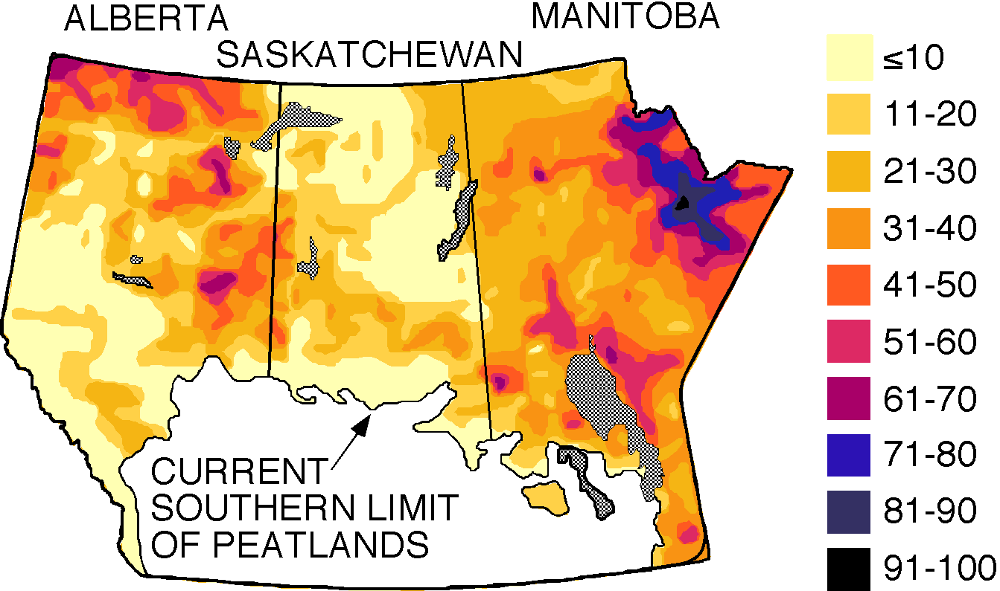 ALBERTA
SASKATCHEWAN
MANITOBA
≤10
11-20
21-30
31-40
41-50
51-60
61-70
71-80
81-90
91-100
CURRENT
SOUTHERN LIMIT
OF PEATLANDS